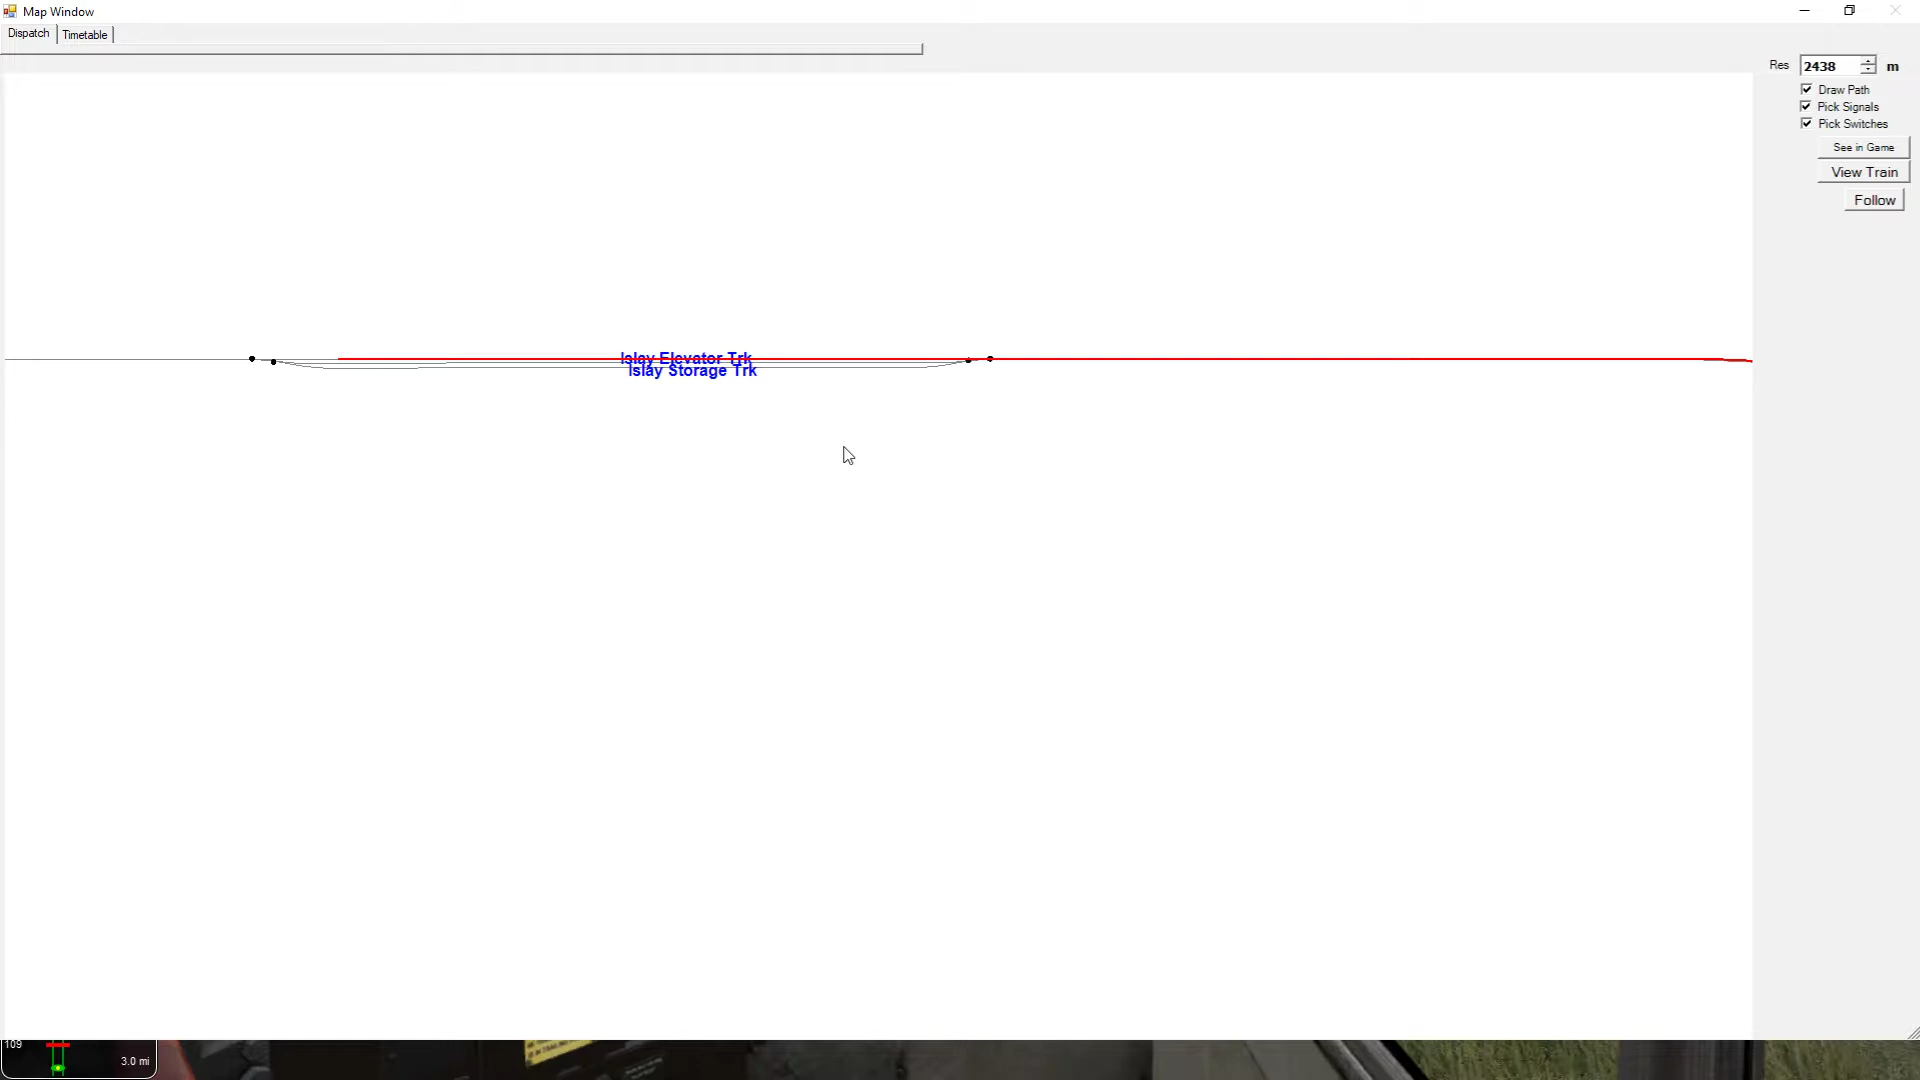 Map Window
Dispatch
Timetable
Res 2438 m
Draw Path
Pick Signals
Pick Switches
See in Game
View Train
Follow
Islay Elevator Trk
Islay Storage Trk
109
3.0 mi